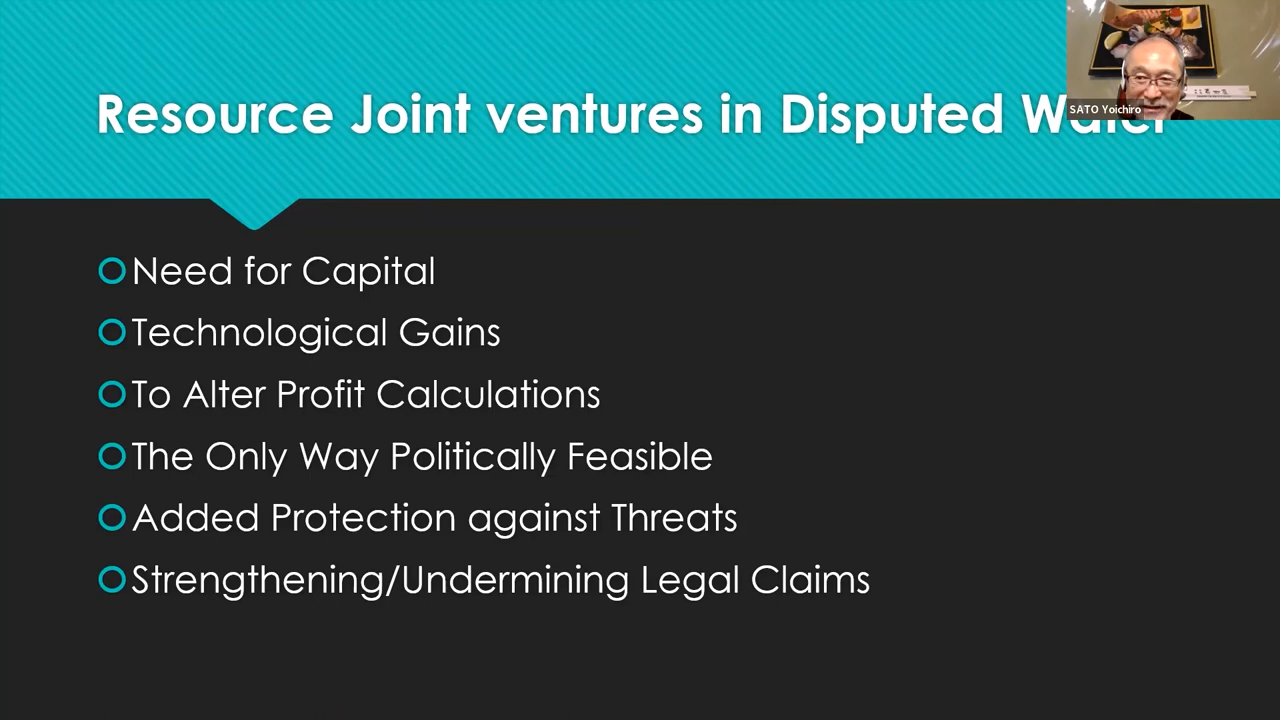 Resource Joint ventures in Disputed Water
SATO Yoichiro
Need for Capital
Technological Gains
To Alter Profit Calculations
The Only Way Politically Feasible
Added Protection against Threats
Strengthening/Undermining Legal Claims